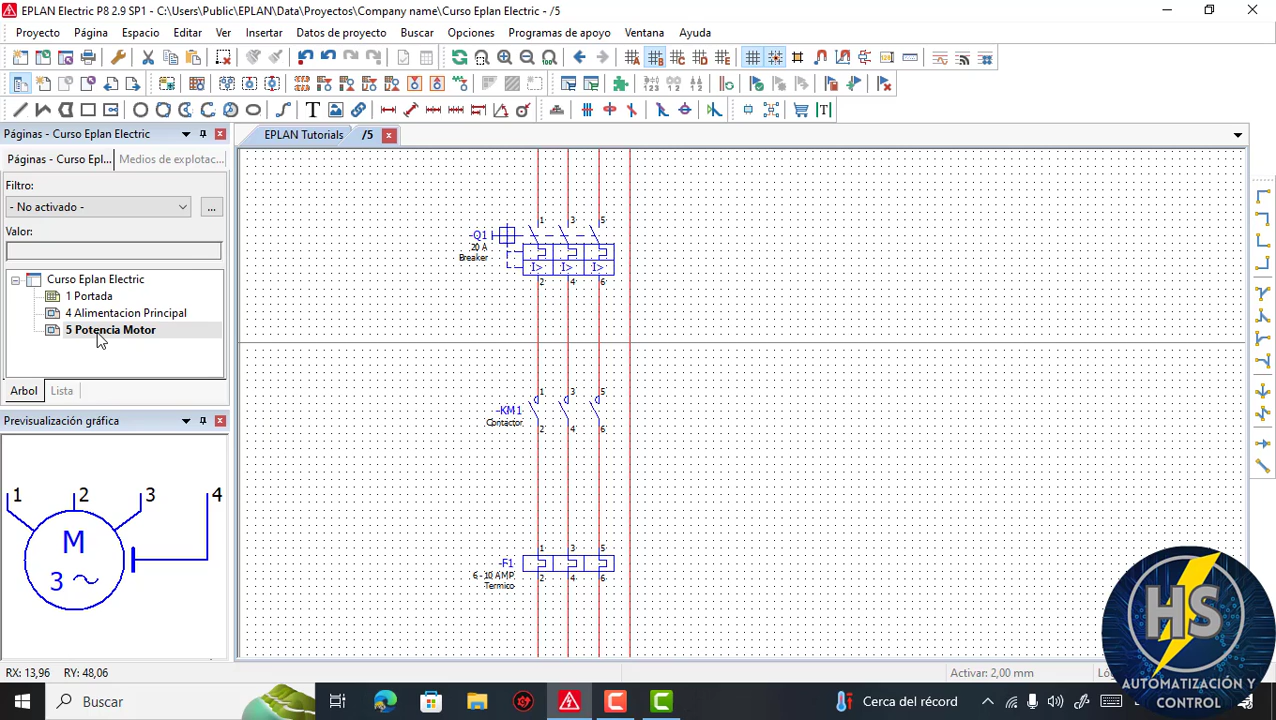 EPLAN Electric P8 2.9 SP1 - C:\Users\Public\EPLAN\Data\Proyectos\Company name\Curso Eplan Electric - /5
Proyecto Página Espacio Editar Ver Insertar Datos de proyecto Buscar Opciones Programas de apoyo Ventana Ayuda
Páginas - Curso Eplan Electric
EPLAN Tutorials /5
Páginas - Curso Epl... Medios de explotac...
Filtro:
- No activado - ...
Valor:
Curso Eplan Electric
1 Portada
4 Alimentacion Principal
5 Potencia Motor
Arbol Lista
Previsualización gráfica
1 2 3 4
M
3 ~
1 3 5
-Q1
20 A
Breaker
I> I> I>
2 4 6
1 3 5
-KM1
Contactor
2 4 6
1 3 5
-F1
6 - 10 AMP
Termico
2 4 6
HS
AUTOMATIZACIÓN Y
CONTROL
RX: 13,96 RY: 48,06 Activar: 2,00 mm
Buscar Cerca del récord